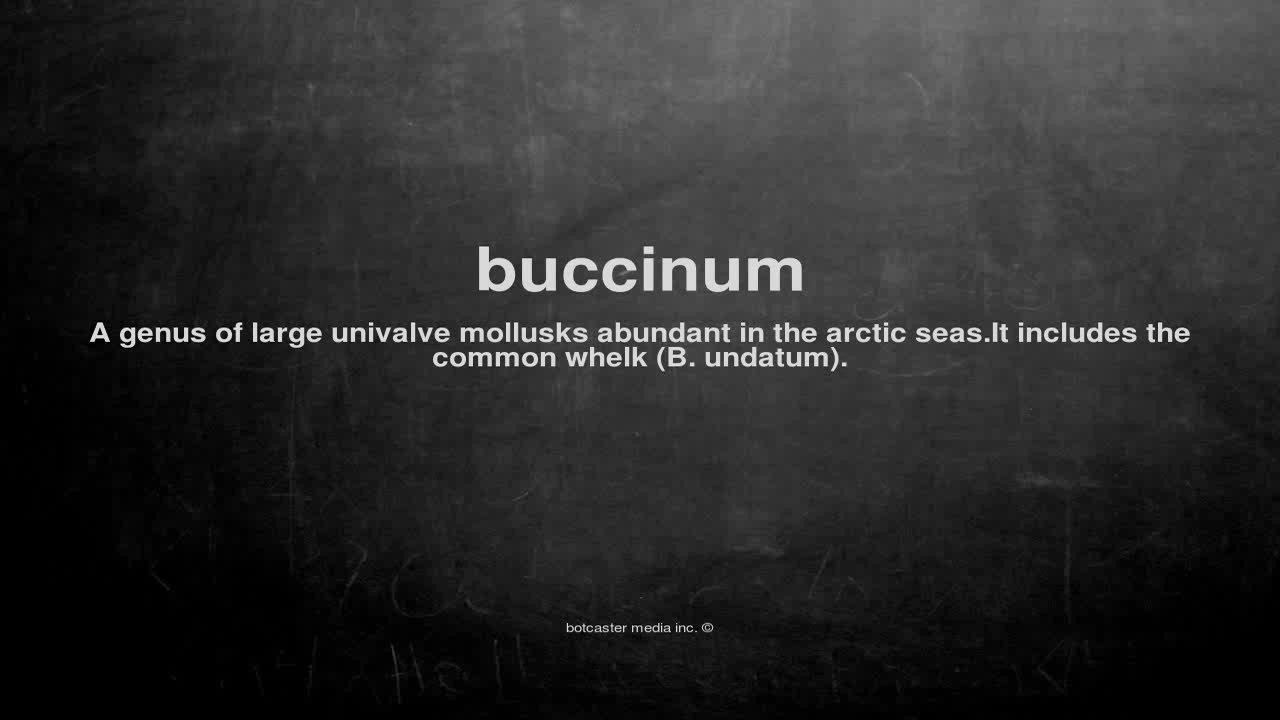 buccinum
A genus of large univalve mollusks abundant in the arctic seas.It includes the
common whelk (B. undatum).
botcaster media inc. ©